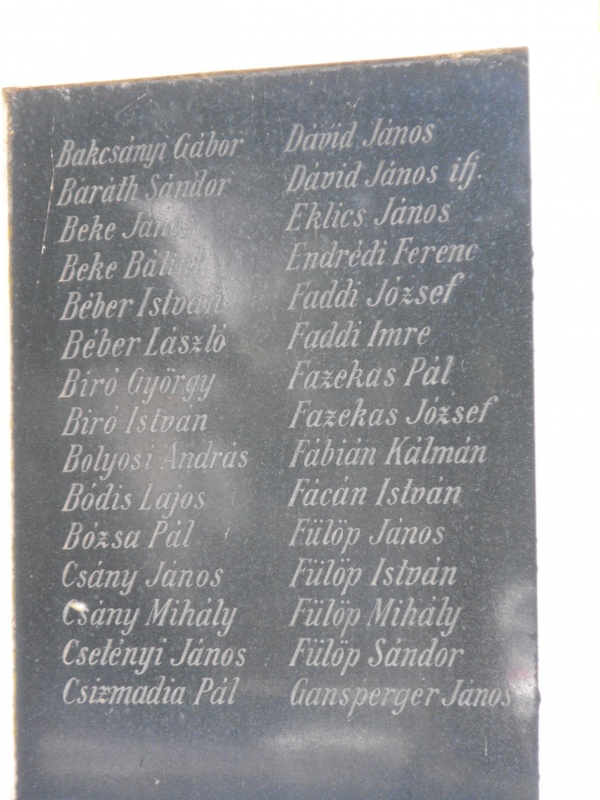 Bakcsányi Gábor
Baráth Sándor
Beke János
Beke Bálint
Béber István
Béber László
Biró György
Biró István
Bolyosi András
Bódis Lajos
Bózsa Pál
Csány János
Csány Mihály
Csetényi János
Csizmadia Pál
Dávid János
Dávid János ifj.
Eklics János
Endrédi Ferenc
Faddi József
Faddi Imre
Fazekas Pál
Fazekas József
Fábián Kálmán
Fácán István
Fülöp János
Fülöp István
Fülöp Mihály
Fülöp Sándor
Gansperger János